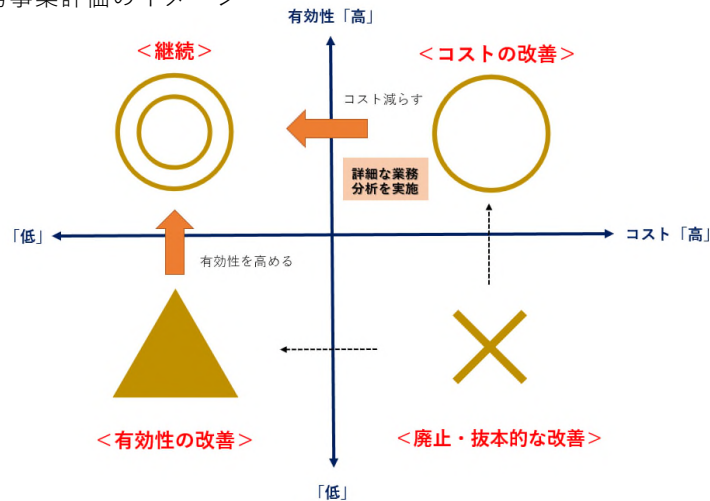 事業評価のイメージ
有効性「高」
＜継続＞
＜コストの改善＞
コスト減らす
詳細な業務
分析を実施
「低」
コスト「高」
有効性を高める
＜有効性の改善＞
＜廃止・抜本的な改善＞
「低」